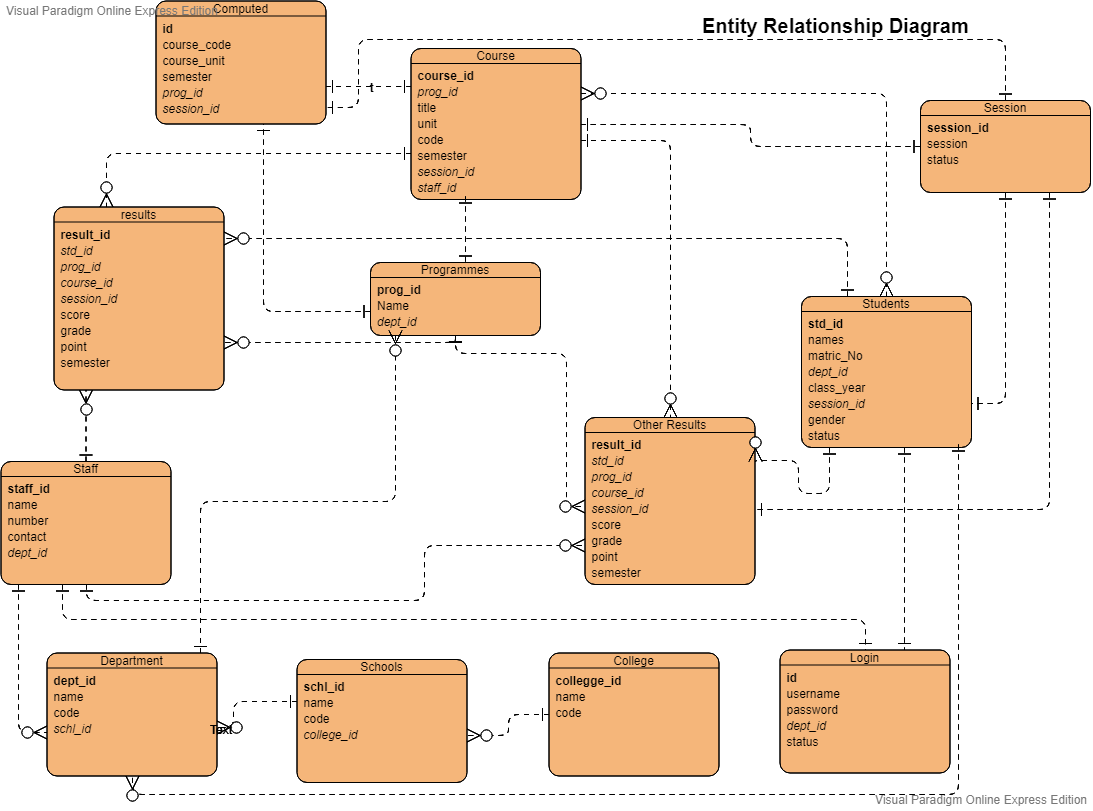 Visual Paradigm Online Express Edition
Entity Relationship Diagram
Computed
id
course_code
course_unit
semester
prog_id
session_id
t
Course
course_id
prog_id
title
unit
code
semester
session_id
staff_id
Session
session_id
session
status
results
result_id
std_id
prog_id
course_id
session_id
score
grade
point
semester
Programmes
prog_id
Name
dept_id
Students
std_id
names
matric_No
dept_id
class_year
session_id
gender
status
Other Results
result_id
std_id
prog_id
course_id
session_id
score
grade
point
semester
Staff
staff_id
name
number
contact
dept_id
Department
dept_id
name
code
schl_id
Text
Schools
schl_id
name
code
college_id
College
collegge_id
name
code
Login
id
username
password
dept_id
status
Visual Paradigm Online Express Edition